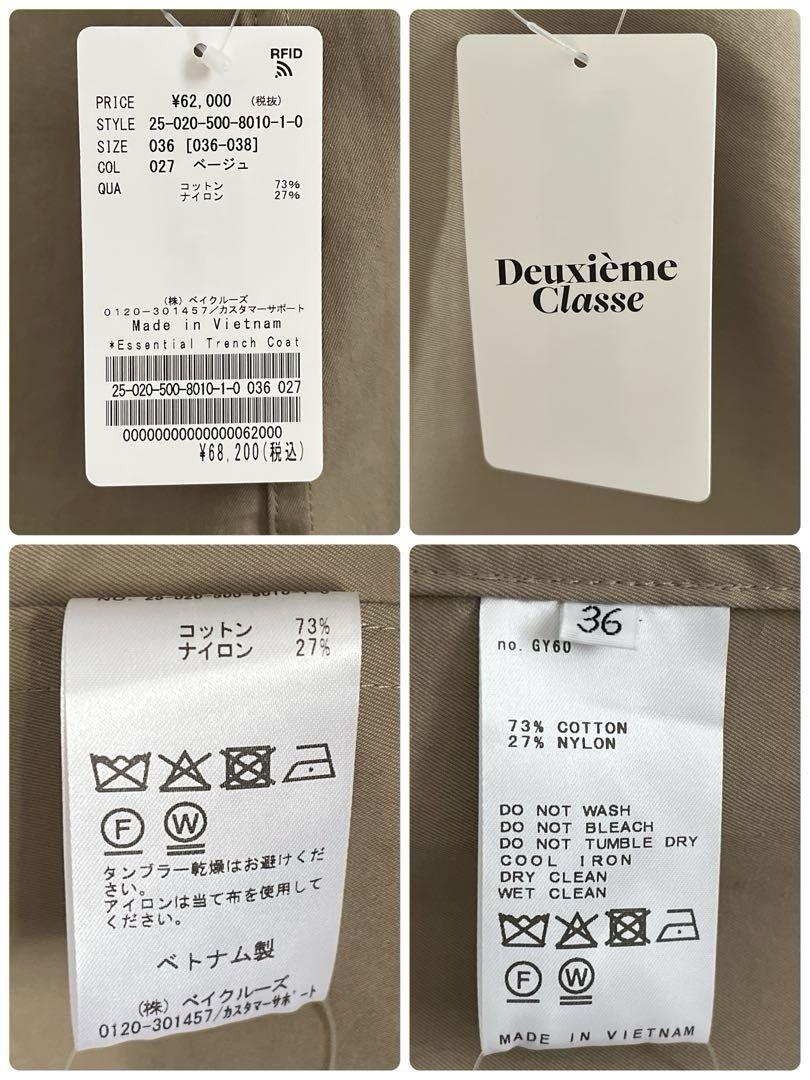 RFID
PRICE ¥62,000 (税抜)
STYLE 25-020-500-8010-1-0
SIZE 036 [036-038]
COL 027 ベージュ
QUA コットン 73%
ナイロン 27%
(株) ベイクルーズ
0120-301457/カスタマーサポート
Made in Vietnam
*Essential Trench Coat
25-020-500-8010-1-0 036 027
00000000000000062000
¥68,200(税込)
Deuxième
Classe
NO. 25-020-500-8010-1-0
コットン 73%
ナイロン 27%
F W
タンブラー乾燥はお避けくだ
さい。
アイロンは当て布を使用して
ください。
ベトナム製
(株) ベイクルーズ
0120-301457/カスタマーサポート
36
no. GY60
73% COTTON
27% NYLON
DO NOT WASH
DO NOT BLEACH
DO NOT TUMBLE DRY
COOL IRON
DRY CLEAN
WET CLEAN
F W
MADE IN VIETNAM